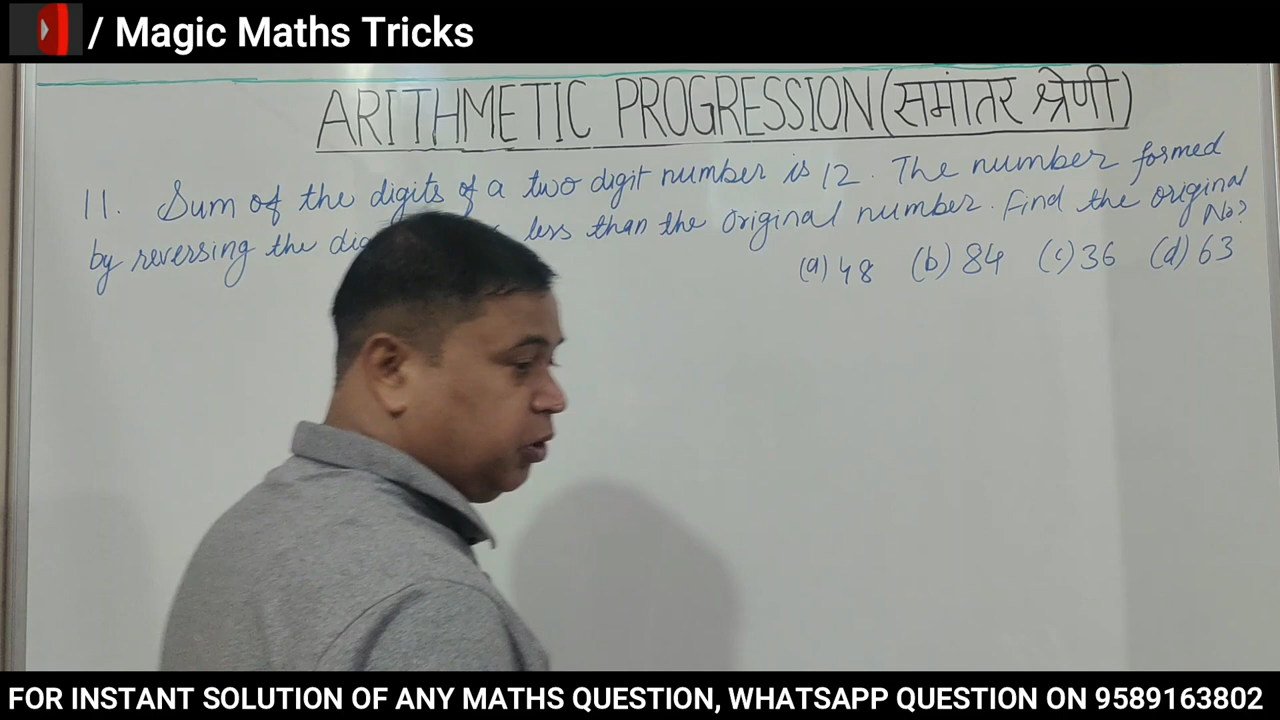 / Magic Maths Tricks
ARITHMETIC PROGRESSION (समांतर श्रेणी)
11. Sum of the digits of a two digit number is 12. The number formed
by reversing the less than the original number. Find the original
No?
(a) 48 (b) 84 (c) 36 (d) 63
FOR INSTANT SOLUTION OF ANY MATHS QUESTION, WHATSAPP QUESTION ON 9589163802